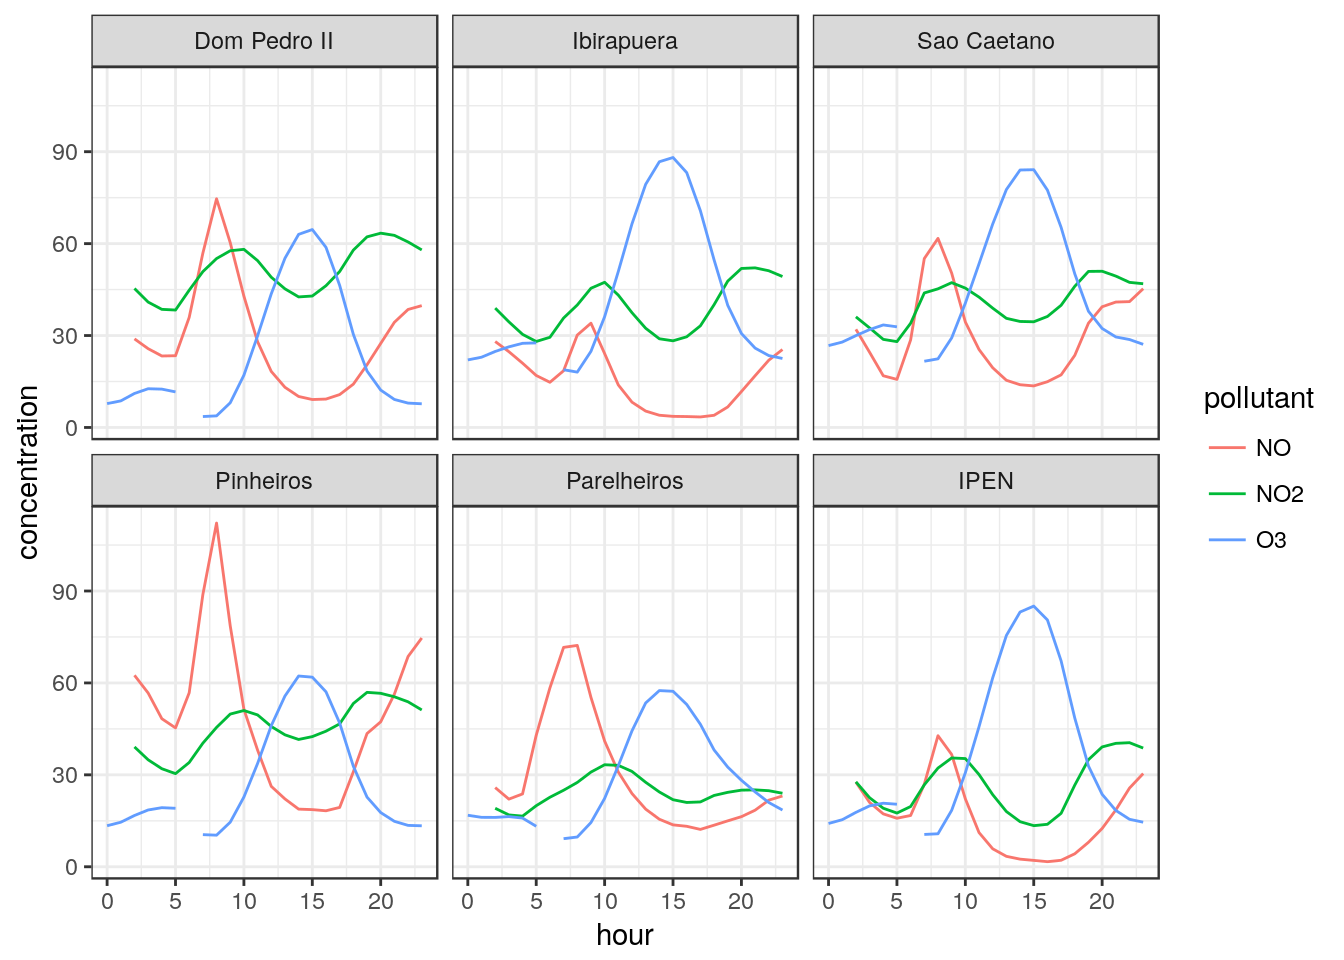 Dom Pedro II
Ibirapuera
Sao Caetano
90
60
30
0
Pinheiros
Parelheiros
IPEN
90
60
30
0
0 5 10 15 20
0 5 10 15 20
0 5 10 15 20
hour
concentration
pollutant
NO
NO2
O3